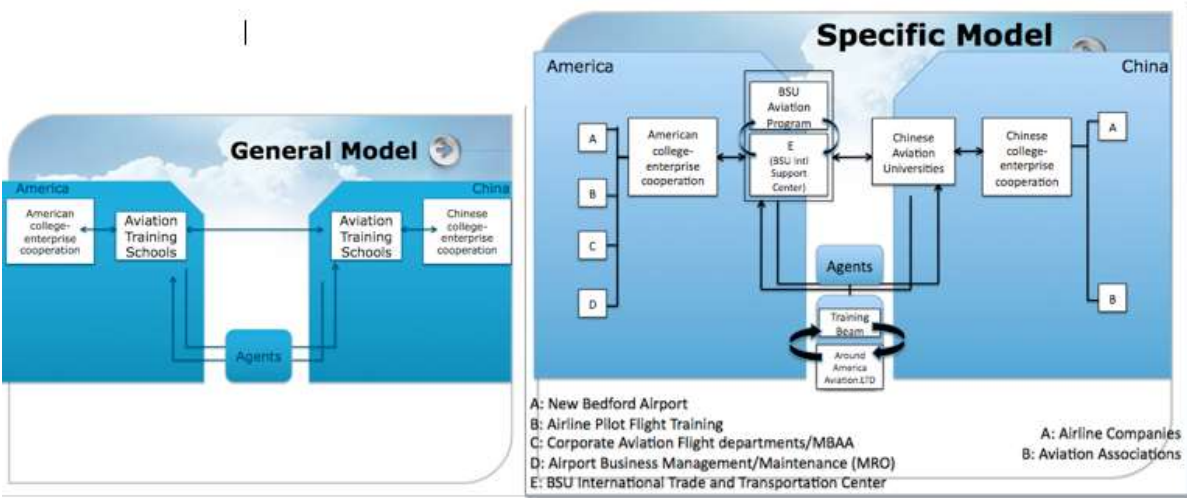 General Model
America
China
American
college-
enterprise
cooperation
Aviation
Training
Schools
Aviation
Training
Schools
Chinese
college-
enterprise
cooperation
Agents
Specific Model
America
China
A
B
C
D
American
college-
enterprise
cooperation
BSU
Aviation
Program
E
(BSU Intl
Support
Center)
Chinese
Aviation
Universities
Chinese
college-
enterprise
cooperation
A
B
Agents
Training
Beam
Around
America
Aviation.LTD
A: New Bedford Airport
B: Airline Pilot Flight Training
C: Corporate Aviation Flight departments/MBAA
D: Airport Business Management/Maintenance (MRO)
E: BSU International Trade and Transportation Center
A: Airline Companies
B: Aviation Associations